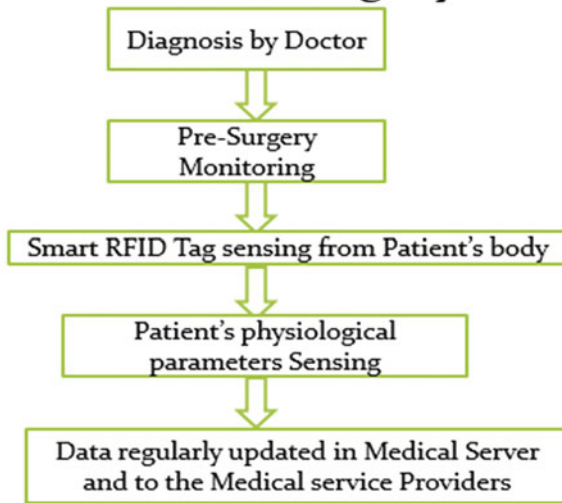 Diagnosis by Doctor
Pre-Surgery
Monitoring
Smart RFID Tag sensing from Patient's body
Patient's physiological
parameters Sensing
Data regularly updated in Medical Server
and to the Medical service Providers